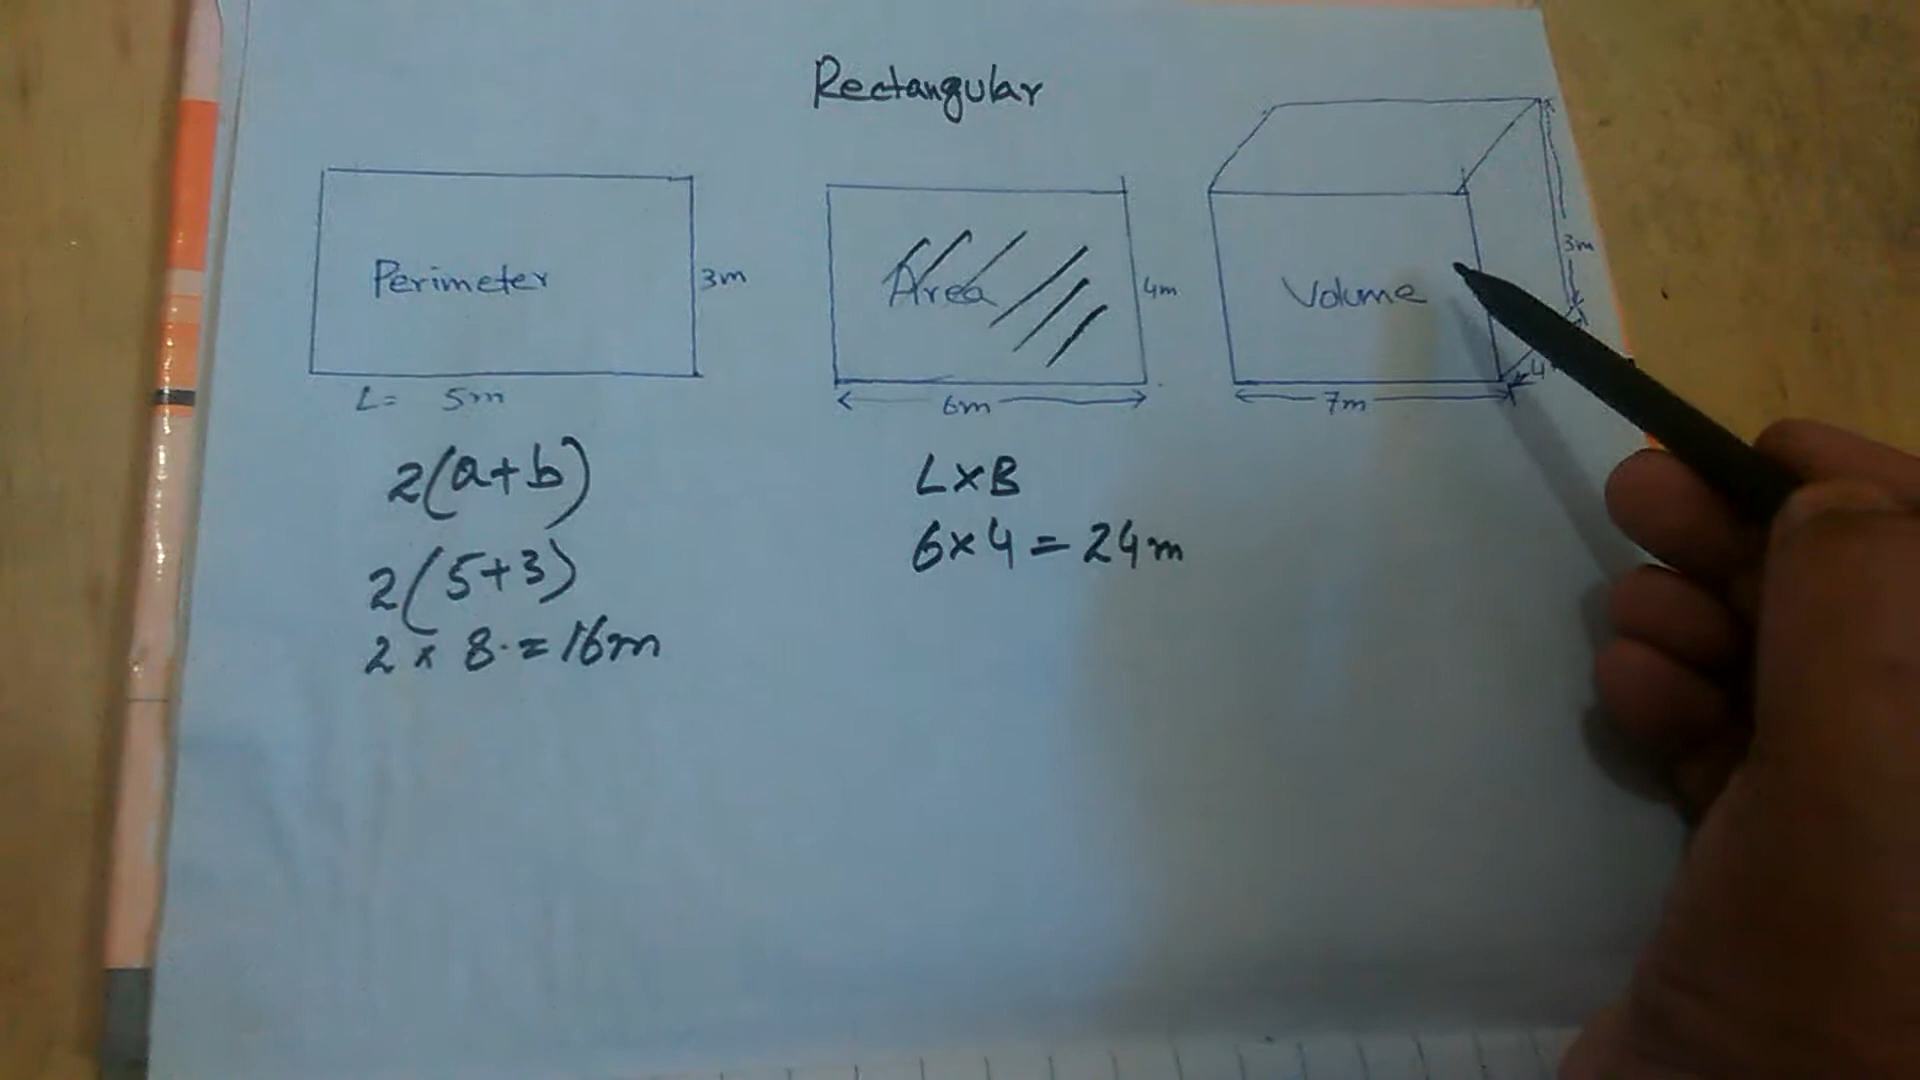 Rectangular
Perimeter
3m
L= 5m
2(a+b)
2(5+3)
2 × 8.=16m
Area
4m
6m
L×B
6×4=24m
Volume
3m
4
7m